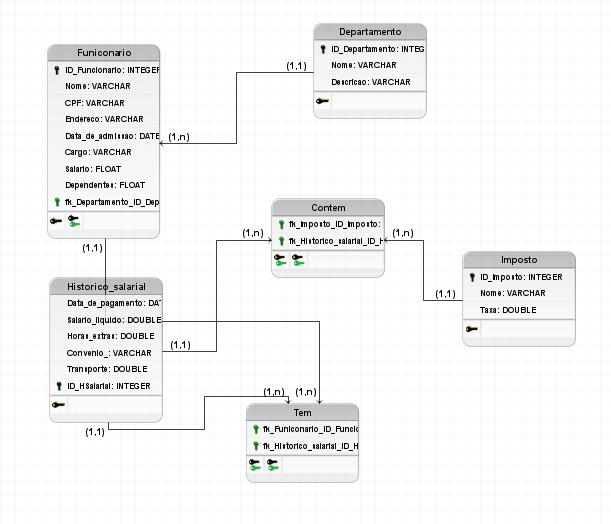 Departamento
ID_Departamento: INTEG
Nome: VARCHAR
Descricao: VARCHAR
(1,1)
(1,n)
Funiconario
ID_Funcionario: INTEGER
Nome: VARCHAR
CPF: VARCHAR
Endereco: VARCHAR
Data_de_admissao: DATE
Cargo: VARCHAR
Salario: FLOAT
Dependentes: FLOAT
fk_Departamento_ID_Dep
(1,1)
Contem
fk_Imposto_ID_Imposto:
fk_Historico_salarial_ID_H
(1,n)
(1,n)
Imposto
ID_Imposto: INTEGER
Nome: VARCHAR
Taxa: DOUBLE
(1,1)
Historico_salarial
Data_de_pagamento: DAT
Salario_liquido: DOUBLE
Horas_extras: DOUBLE
Convenio_: VARCHAR
Transporte: DOUBLE
ID_HSalarial: INTEGER
(1,1)
(1,1)
(1,n)
(1,n)
Tem
fk_Funiconario_ID_Funcio
fk_Historico_salarial_ID_H